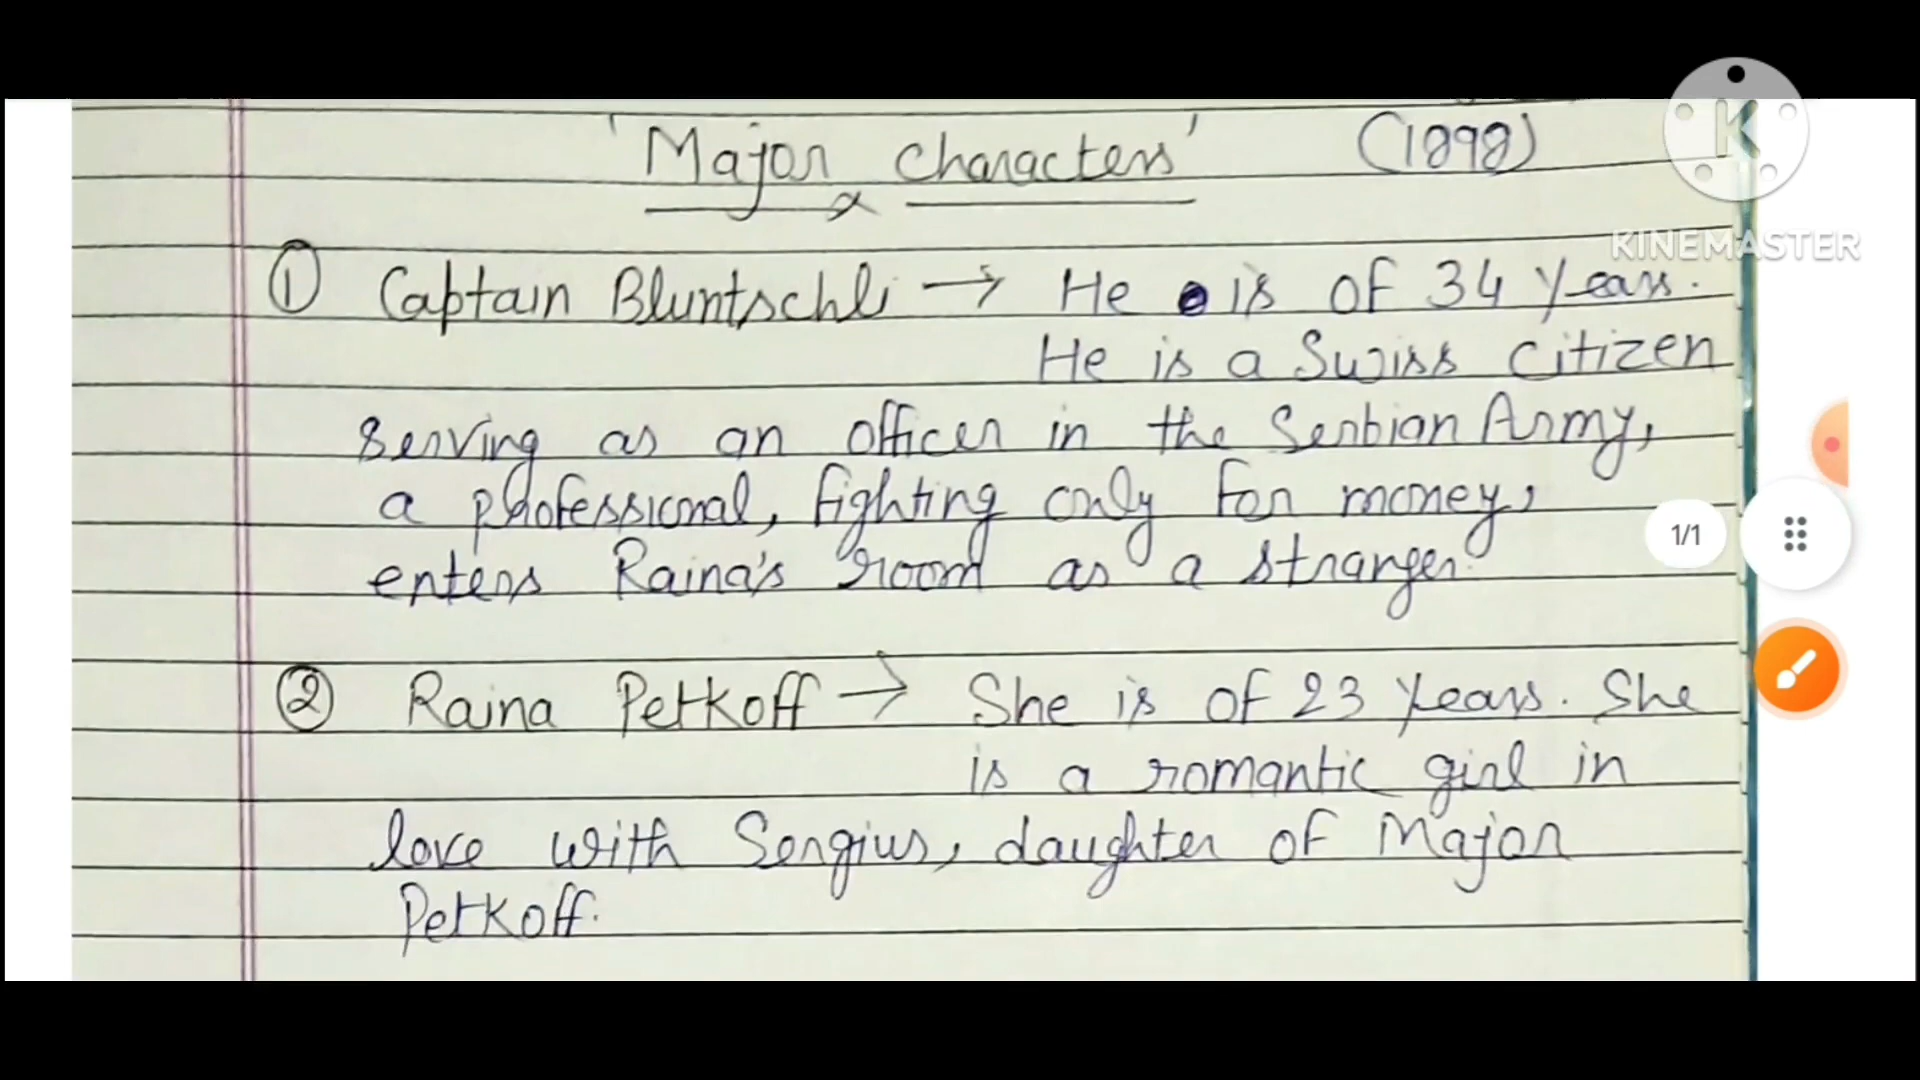 'Major Characters' (1898)
KINEMASTER
① Captain Bluntschli → He is of 34 Years.
He is a Swiss citizen
serving as an officer in the Serbian Army,
a professional, fighting only for money,
enters Raina's room as a stranger.
1/1
② Raina Petkoff → She is of 23 Years. She
is a romantic girl in
love with Sergius, daughter of Major
Petkoff.